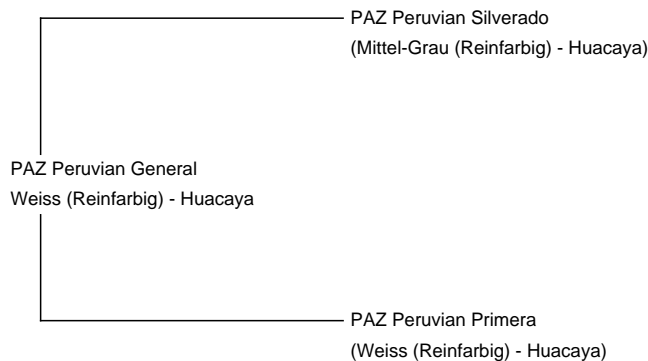 PAZ Peruvian Silverado
(Mittel-Grau (Reinfarbig) - Huacaya)
PAZ Peruvian General
Weiss (Reinfarbig) - Huacaya
PAZ Peruvian Primera
(Weiss (Reinfarbig) - Huacaya)